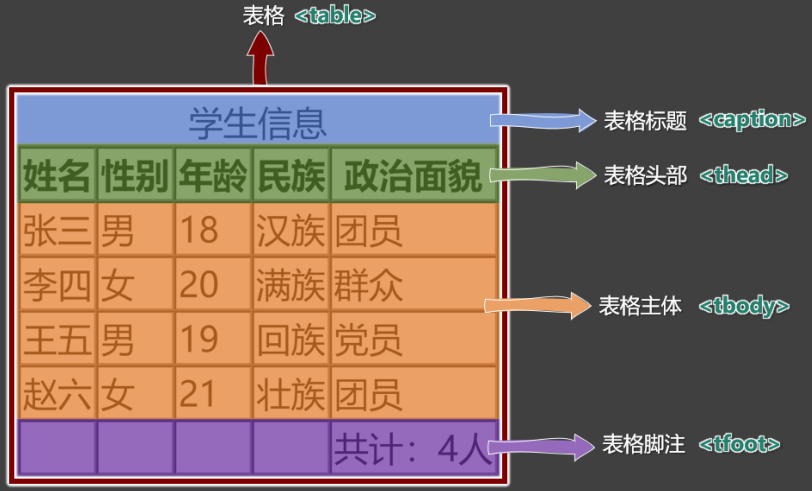 表格 <table>
学生信息
表格标题 <caption>
姓名 性别 年龄 民族 政治面貌
表格头部 <thead>
张三 男 18 汉族 团员
李四 女 20 满族 群众
表格主体 <tbody>
王五 男 19 回族 党员
赵六 女 21 壮族 团员
共计：4人
表格脚注 <tfoot>